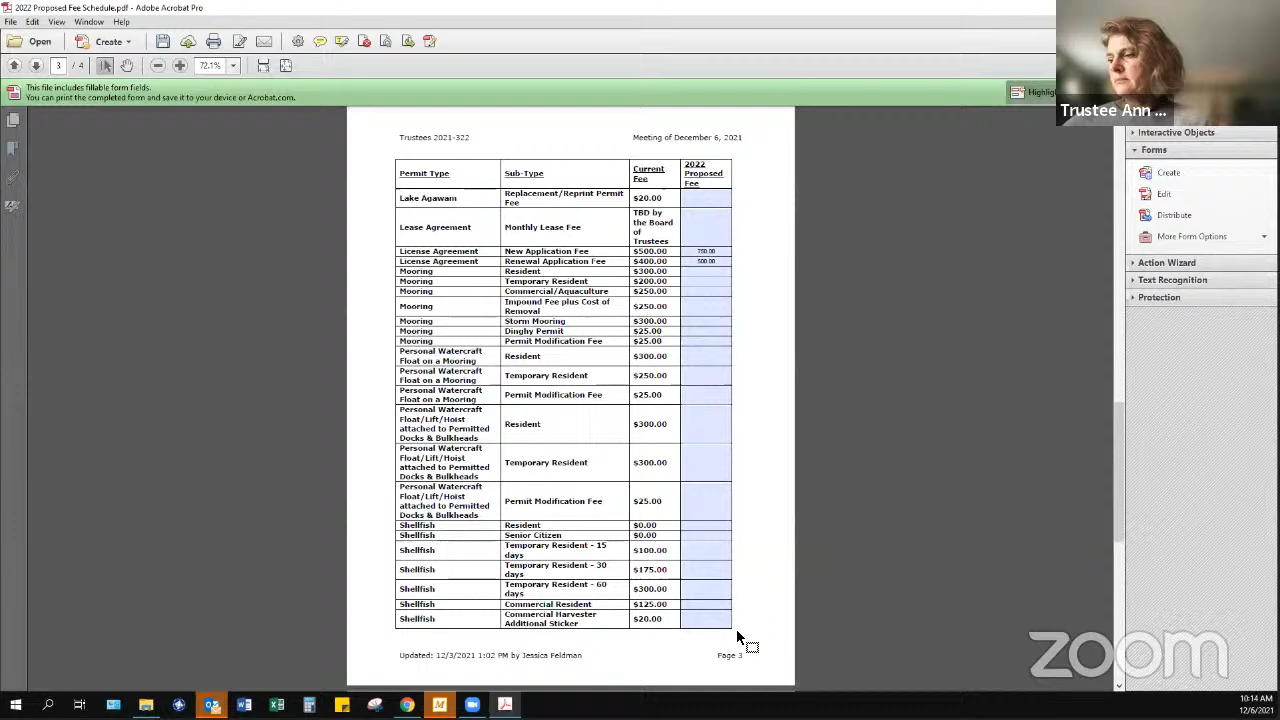 2022 Proposed Fee Schedule.pdf - Adobe Acrobat Pro
File Edit View Window Help
Open Create
3 / 4 72.1%
This file includes fillable form fields.
You can print the completed form and save it to your device or Acrobat.com.
Highlig
Trustee Ann ...
Interactive Objects
Forms
Create
Edit
Distribute
More Form Options
Action Wizard
Text Recognition
Protection
Trustees 2021-322 Meeting of December 6, 2021
Permit Type Sub-Type Current Fee 2022 Proposed Fee
Lake Agawam Replacement/Reprint Permit Fee $20.00
Lease Agreement Monthly Lease Fee TBD by the Board of Trustees
License Agreement New Application Fee $500.00 750.00
License Agreement Renewal Application Fee $400.00 500.00
Mooring Resident $300.00
Mooring Temporary Resident $200.00
Mooring Commercial/Aquaculture $250.00
Mooring Impound Fee plus Cost of Removal $250.00
Mooring Storm Mooring $300.00
Mooring Dinghy Permit $25.00
Mooring Permit Modification Fee $25.00
Personal Watercraft Float on a Mooring Resident $300.00
Personal Watercraft Float on a Mooring Temporary Resident $250.00
Personal Watercraft Float on a Mooring Permit Modification Fee $25.00
Personal Watercraft Float/Lift/Hoist attached to Permitted Docks & Bulkheads Resident $300.00
Personal Watercraft Float/Lift/Hoist attached to Permitted Docks & Bulkheads Temporary Resident $300.00
Personal Watercraft Float/Lift/Hoist attached to Permitted Docks & Bulkheads Permit Modification Fee $25.00
Shellfish Resident $0.00
Shellfish Senior Citizen $0.00
Shellfish Temporary Resident - 15 days $100.00
Shellfish Temporary Resident - 30 days $175.00
Shellfish Temporary Resident - 60 days $300.00
Shellfish Commercial Resident $125.00
Shellfish Commercial Harvester Additional Sticker $20.00
Updated: 12/3/2021 1:02 PM by Jessica Feldman Page 3
zoom
10:14 AM
12/6/2021